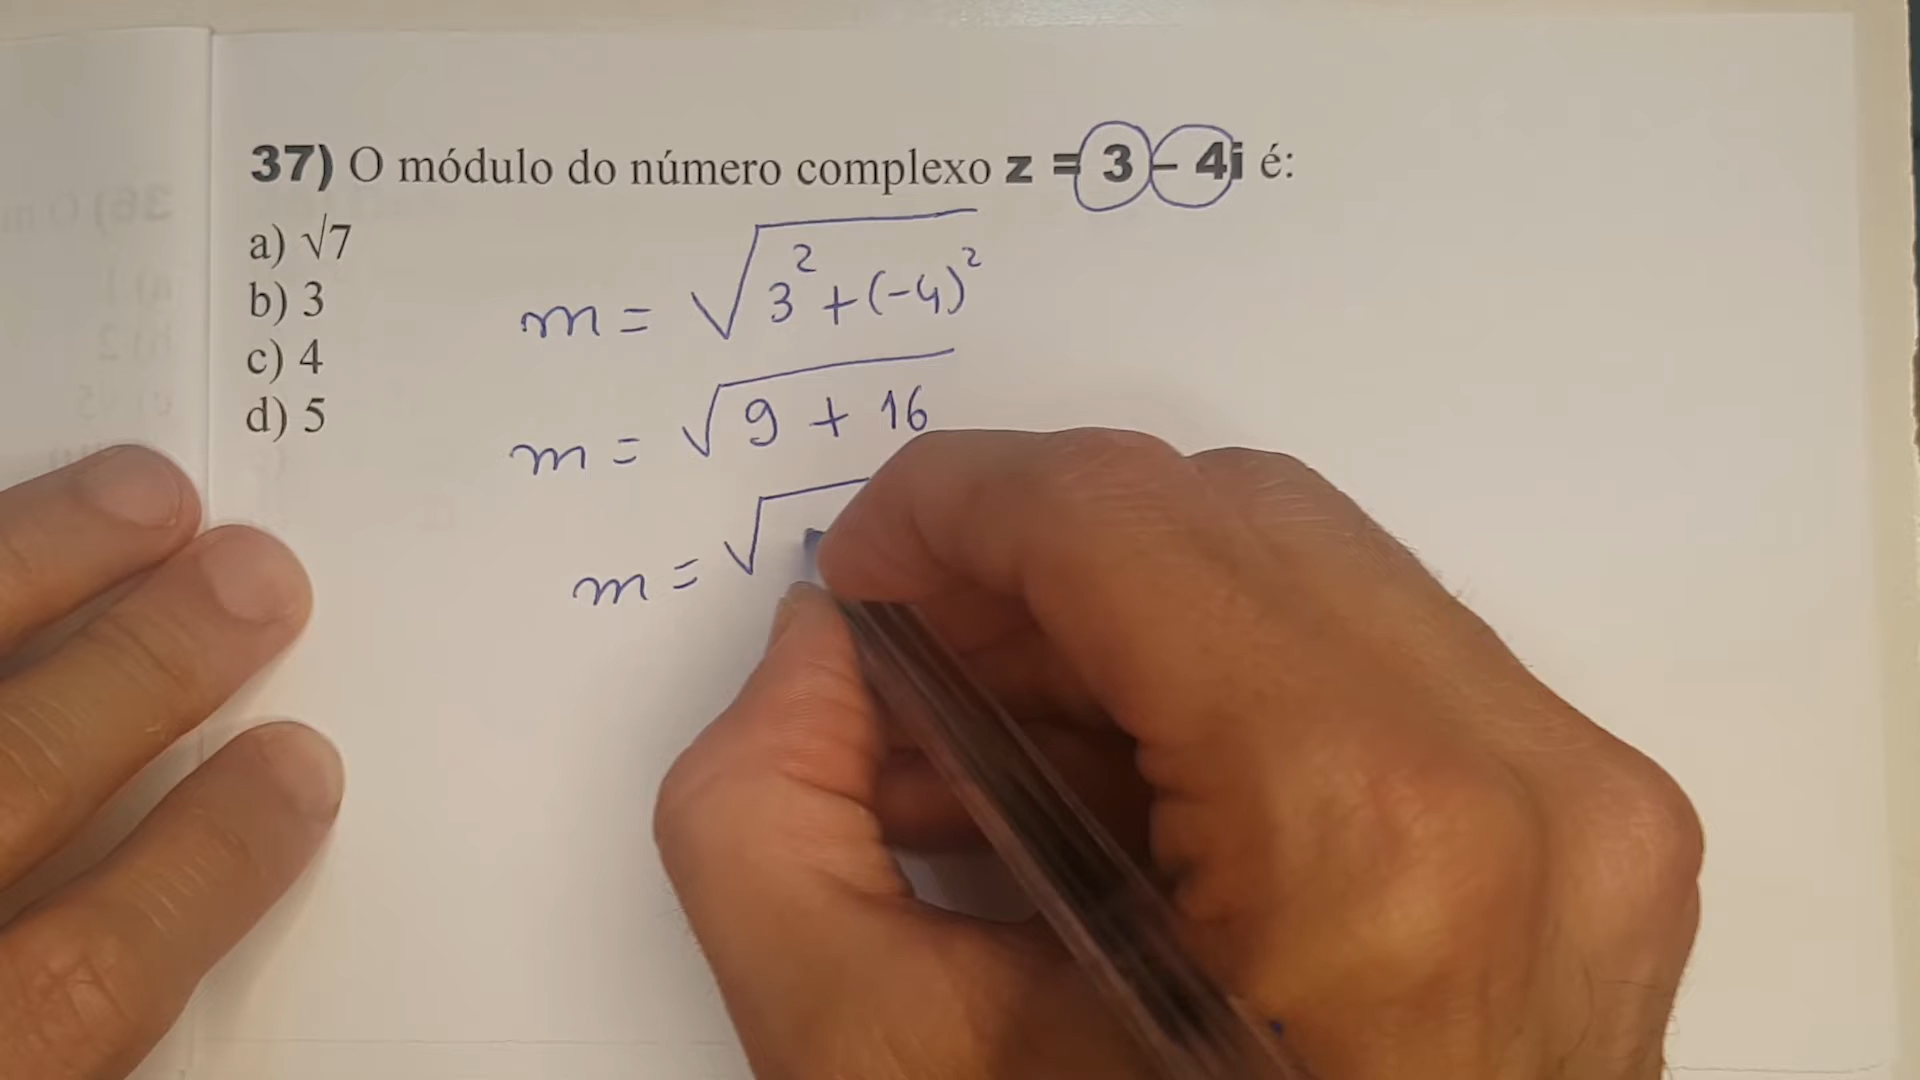 37) O módulo do número complexo z = 3 - 4i é:
a) √7
b) 3
c) 4
d) 5
m = √3² + (-4)²
m = √9 + 16
m = √